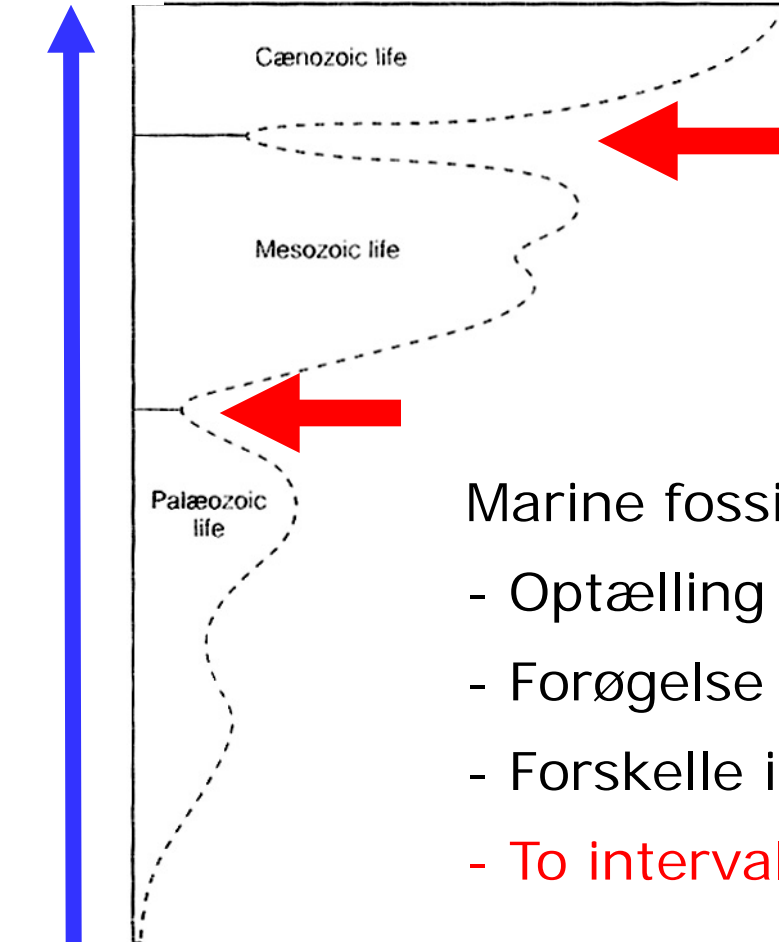 Cænozoic life
Mesozoic life
Palæozoic
life
Marine fossi
- Optælling
- Forøgelse
- Forskelle i
- To interval